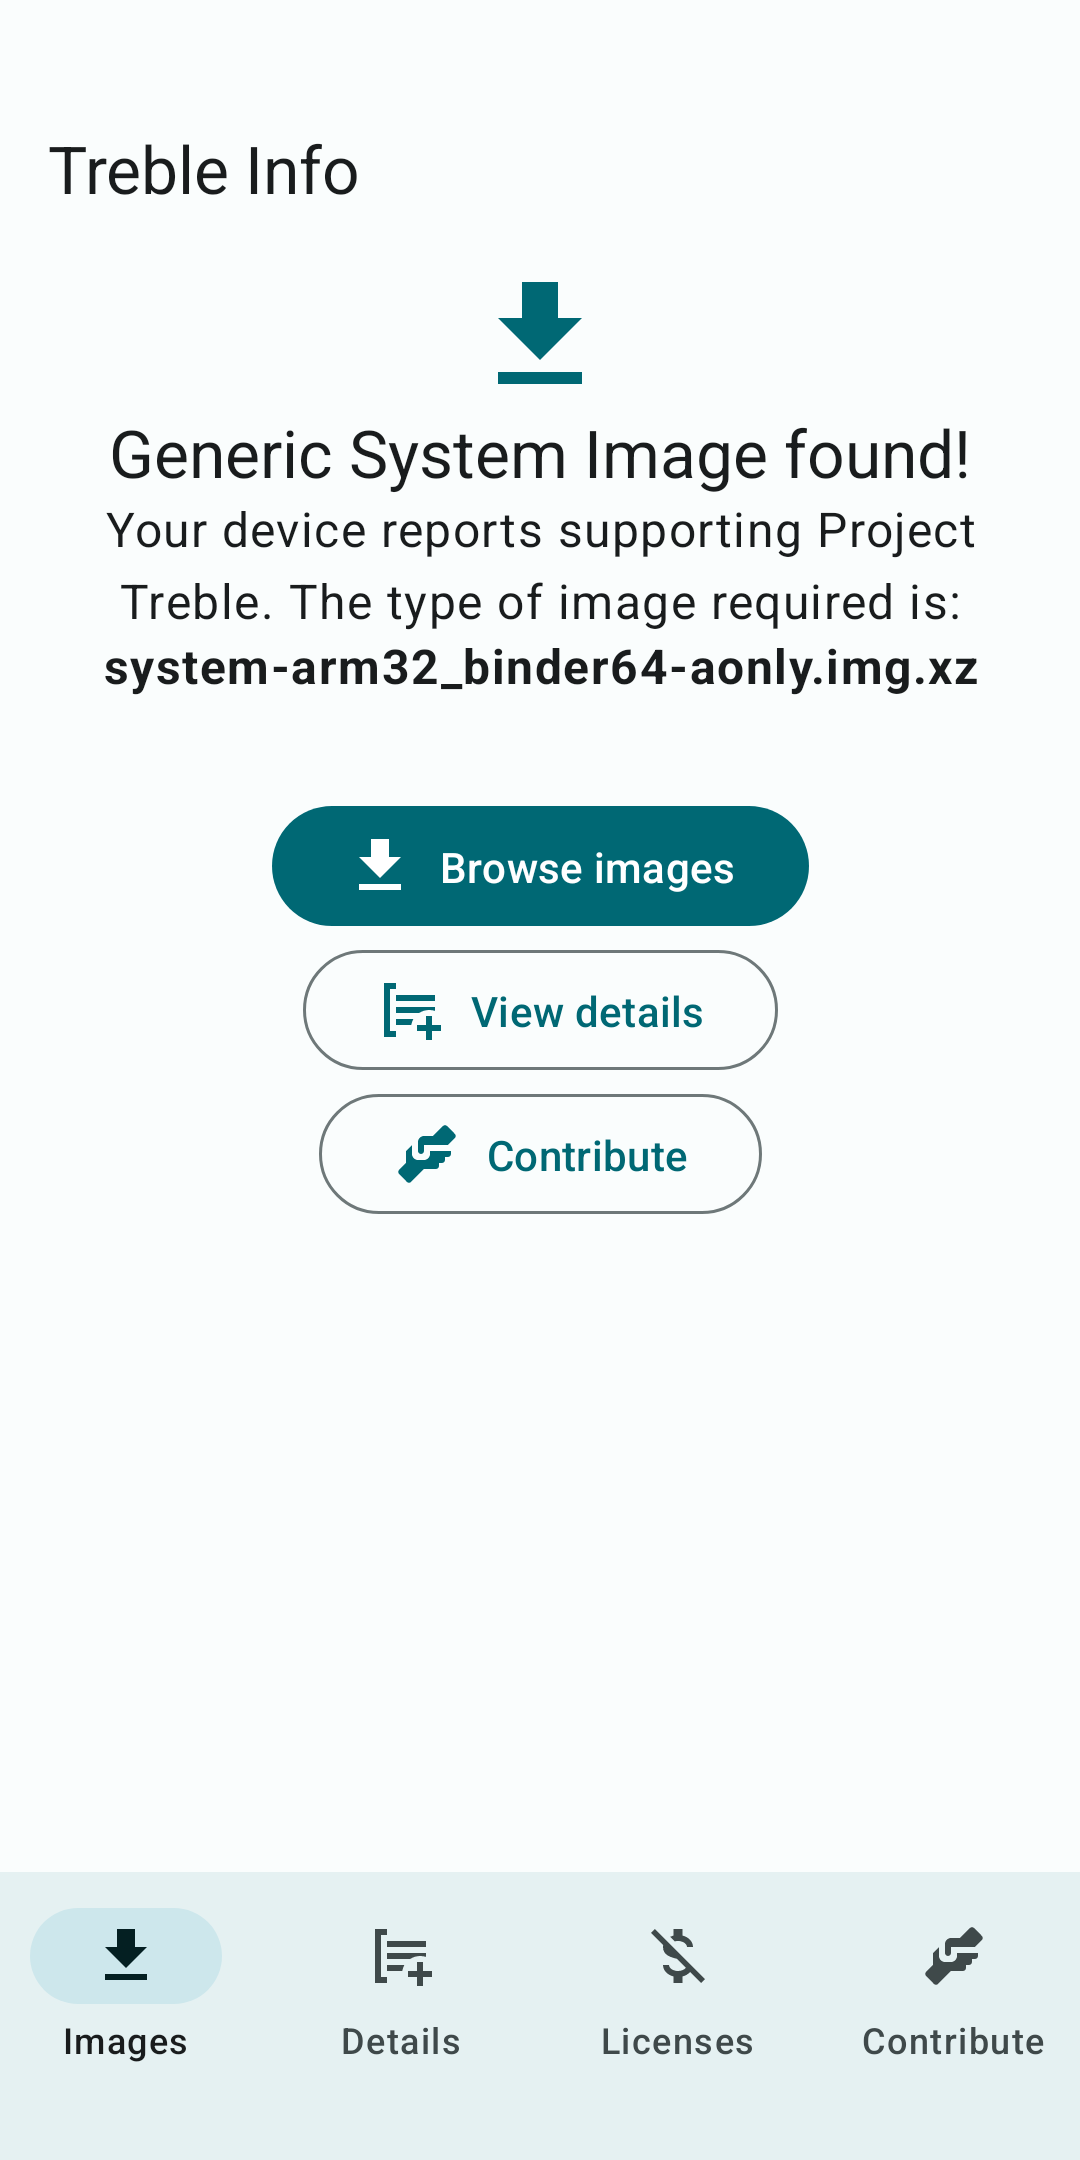 Treble Info
Generic System Image found!
Your device reports supporting Project
Treble. The type of image required is:
system-arm32_binder64-aonly.img.xz
Browse images
View details
Contribute
Images
Details
Licenses
Contribute